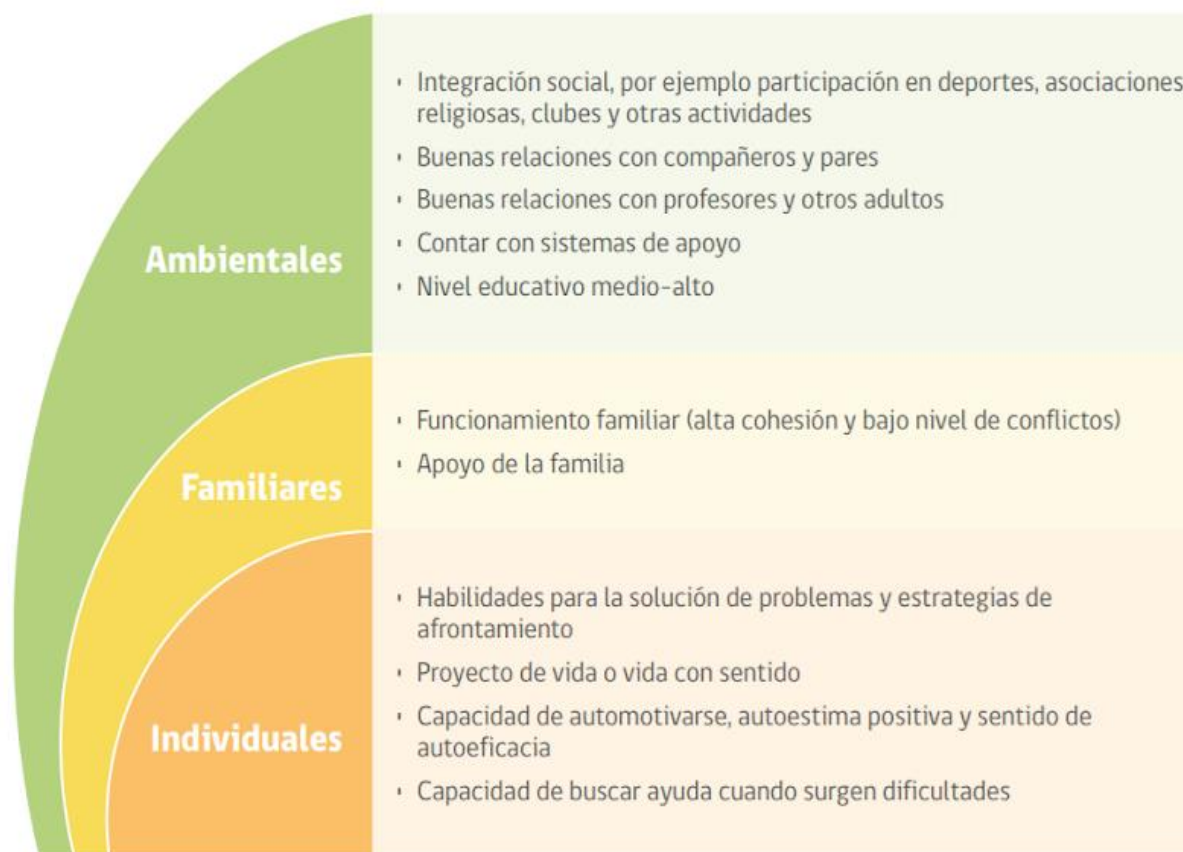 Ambientales
· Integración social, por ejemplo participación en deportes, asociaciones
religiosas, clubes y otras actividades
· Buenas relaciones con compañeros y pares
· Buenas relaciones con profesores y otros adultos
· Contar con sistemas de apoyo
· Nivel educativo medio-alto
Familiares
· Funcionamiento familiar (alta cohesión y bajo nivel de conflictos)
· Apoyo de la familia
Individuales
· Habilidades para la solución de problemas y estrategias de
afrontamiento
· Proyecto de vida o vida con sentido
· Capacidad de automotivarse, autoestima positiva y sentido de
autoeficacia
· Capacidad de buscar ayuda cuando surgen dificultades